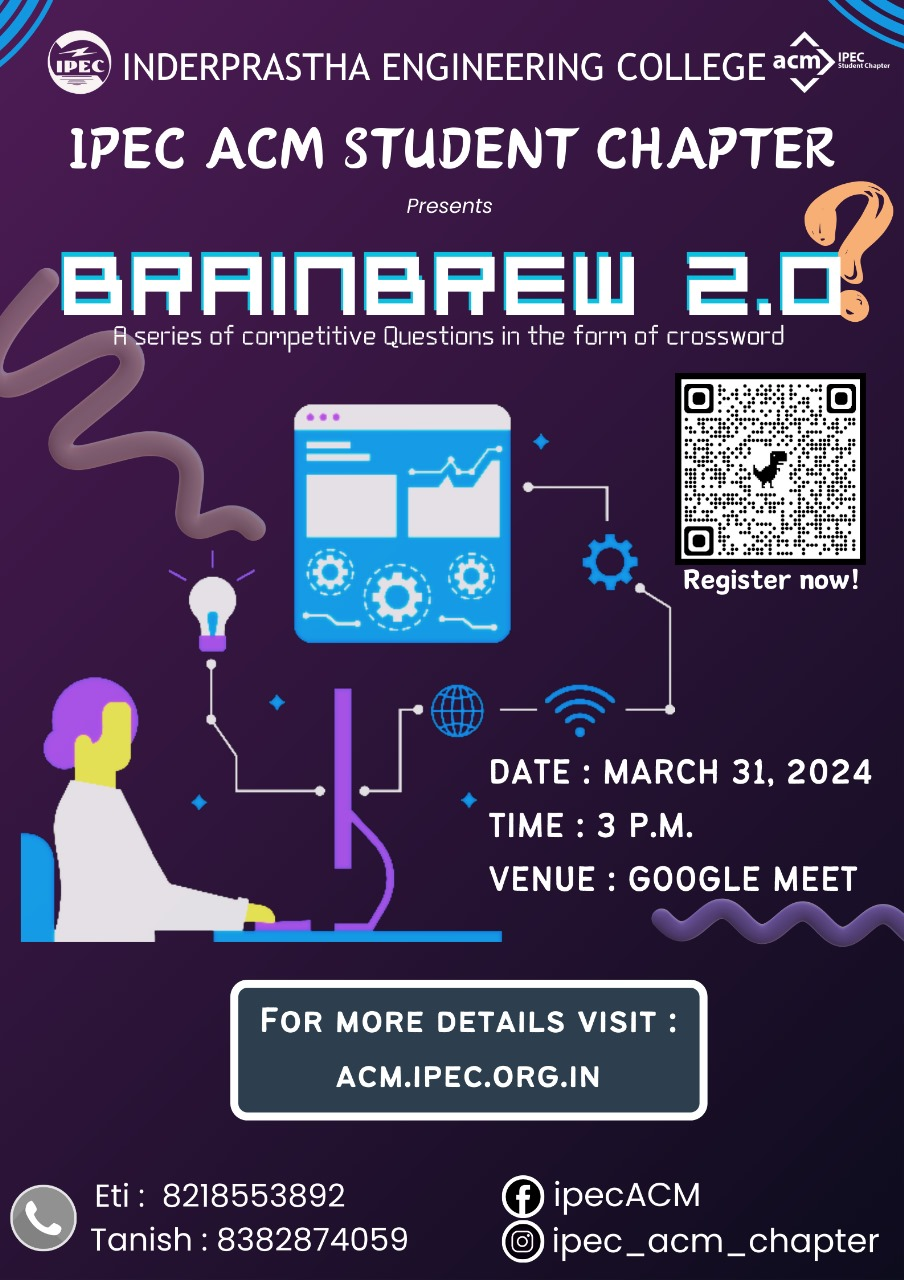 IPEC
INDERPRASTHA ENGINEERING COLLEGE
acm
IPEC
Student Chapter
IPEC ACM STUDENT CHAPTER
Presents
BRAINBREW 2.0
?
A series of competitive Questions in the form of crossword
Register now!
DATE : MARCH 31, 2024
TIME : 3 P.M.
VENUE : GOOGLE MEET
FOR MORE DETAILS VISIT :
ACM.IPEC.ORG.IN
Eti : 8218553892
Tanish : 8382874059
ipecACM
ipec_acm_chapter